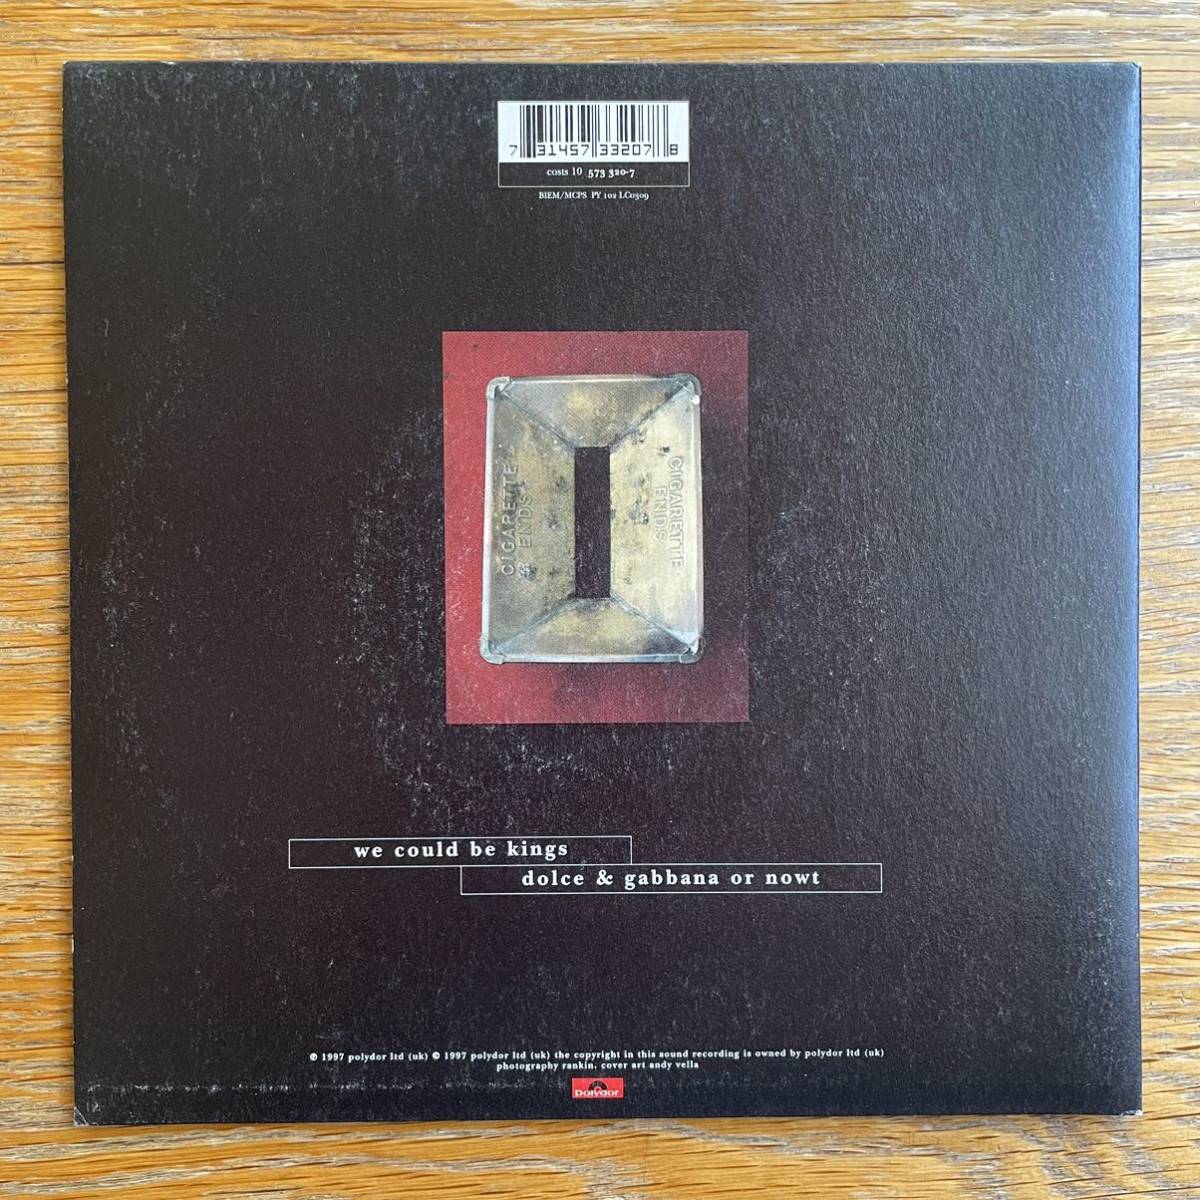 7 31457 33207 8
cosis 10 573 320-7
BIEM/MCPS PY 102 LC0309
CIGARETTE
ENDS
CIGARETTE
ENDS
we could be kings
dolce & gabbana or nowt
℗ 1997 polydor ltd (uk) © 1997 polydor ltd (uk) the copyright in this sound recording is owned by polydor ltd (uk)
photography rankin. cover art andy vella
polydor